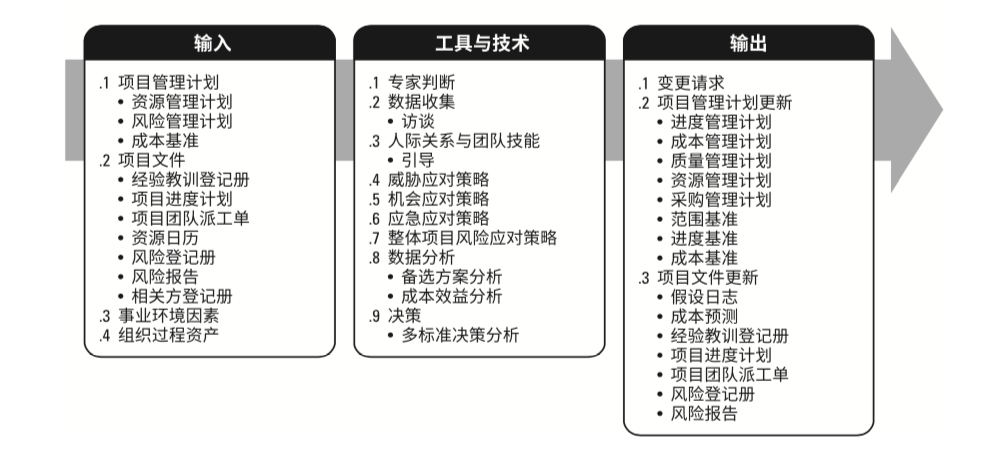 输入
.1 项目管理计划
• 资源管理计划
• 风险管理计划
• 成本基准
.2 项目文件
• 经验教训登记册
• 项目进度计划
• 项目团队派工单
• 资源日历
• 风险登记册
• 风险报告
• 相关方登记册
.3 事业环境因素
.4 组织过程资产
工具与技术
.1 专家判断
.2 数据收集
• 访谈
.3 人际关系与团队技能
• 引导
.4 威胁应对策略
.5 机会应对策略
.6 应急应对策略
.7 整体项目风险应对策略
.8 数据分析
• 备选方案分析
• 成本效益分析
.9 决策
• 多标准决策分析
输出
.1 变更请求
.2 项目管理计划更新
• 进度管理计划
• 成本管理计划
• 质量管理计划
• 资源管理计划
• 采购管理计划
• 范围基准
• 进度基准
• 成本基准
.3 项目文件更新
• 假设日志
• 成本预测
• 经验教训登记册
• 项目进度计划
• 项目团队派工单
• 风险登记册
• 风险报告